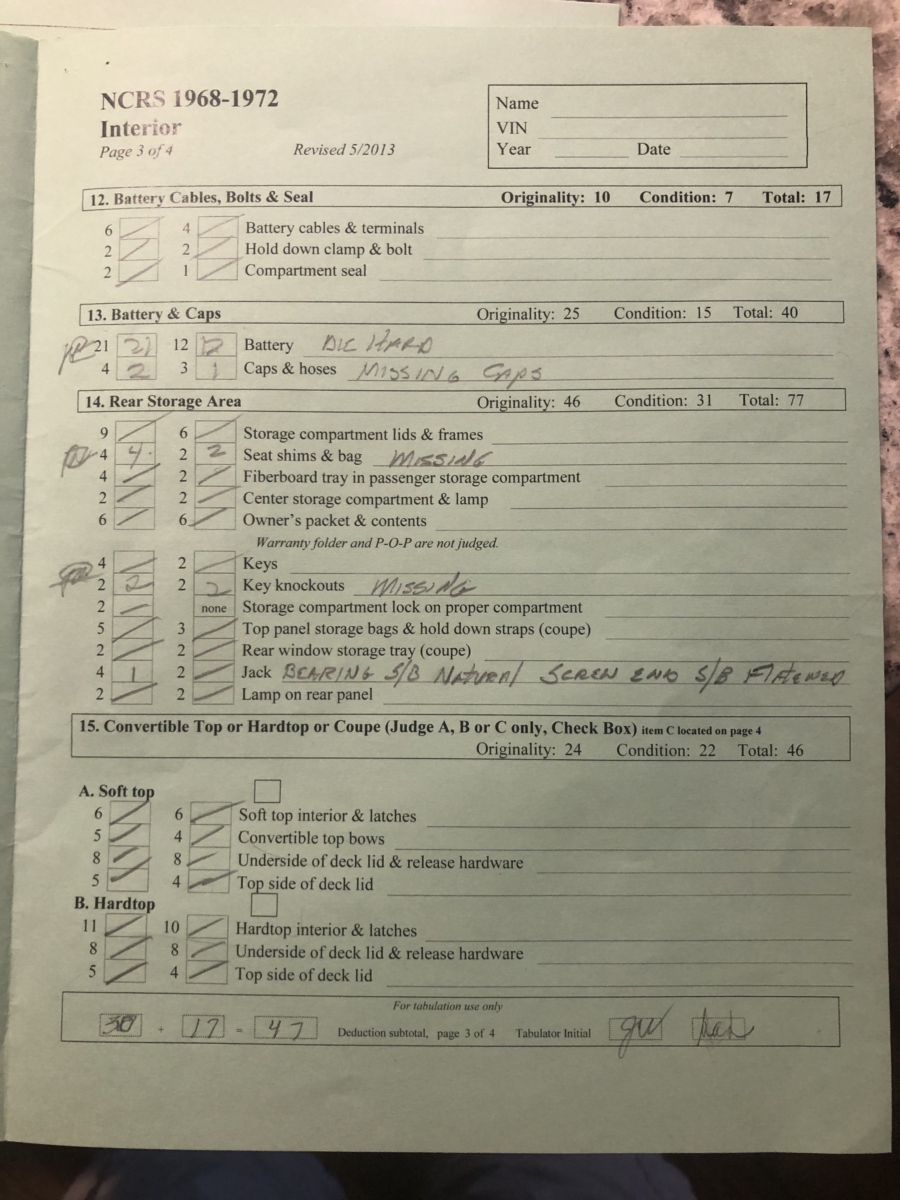 NCRS 1968-1972
Interior
Page 3 of 4 Revised 5/2013
Name
VIN
Year Date
12. Battery Cables, Bolts & Seal Originality: 10 Condition: 7 Total: 17
6 4 Battery cables & terminals
2 2 Hold down clamp & bolt
2 1 Compartment seal
13. Battery & Caps Originality: 25 Condition: 15 Total: 40
21 21 12 12 Battery DIE HARD
4 2 3 1 Caps & hoses MISSING CAPS
14. Rear Storage Area Originality: 46 Condition: 31 Total: 77
9 6 Storage compartment lids & frames
4 4 2 2 Seat shims & bag MISSING
4 2 Fiberboard tray in passenger storage compartment
2 2 Center storage compartment & lamp
6 6 Owner's packet & contents
Warranty folder and P-O-P are not judged.
4 2 Keys
2 2 2 2 Key knockouts MISSING
2 none Storage compartment lock on proper compartment
5 3 Top panel storage bags & hold down straps (coupe)
2 2 Rear window storage tray (coupe)
4 1 2 Jack BEARING S/B NATURAL SCREW END S/B FLATENED
2 2 Lamp on rear panel
15. Convertible Top or Hardtop or Coupe (Judge A, B or C only, Check Box) item C located on page 4
Originality: 24 Condition: 22 Total: 46
A. Soft top
6 6 Soft top interior & latches
5 4 Convertible top bows
8 8 Underside of deck lid & release hardware
5 4 Top side of deck lid
B. Hardtop
11 10 Hardtop interior & latches
8 8 Underside of deck lid & release hardware
5 4 Top side of deck lid
For tabulation use only
30 + 17 = 47 Deduction subtotal, page 3 of 4 Tabulator Initial